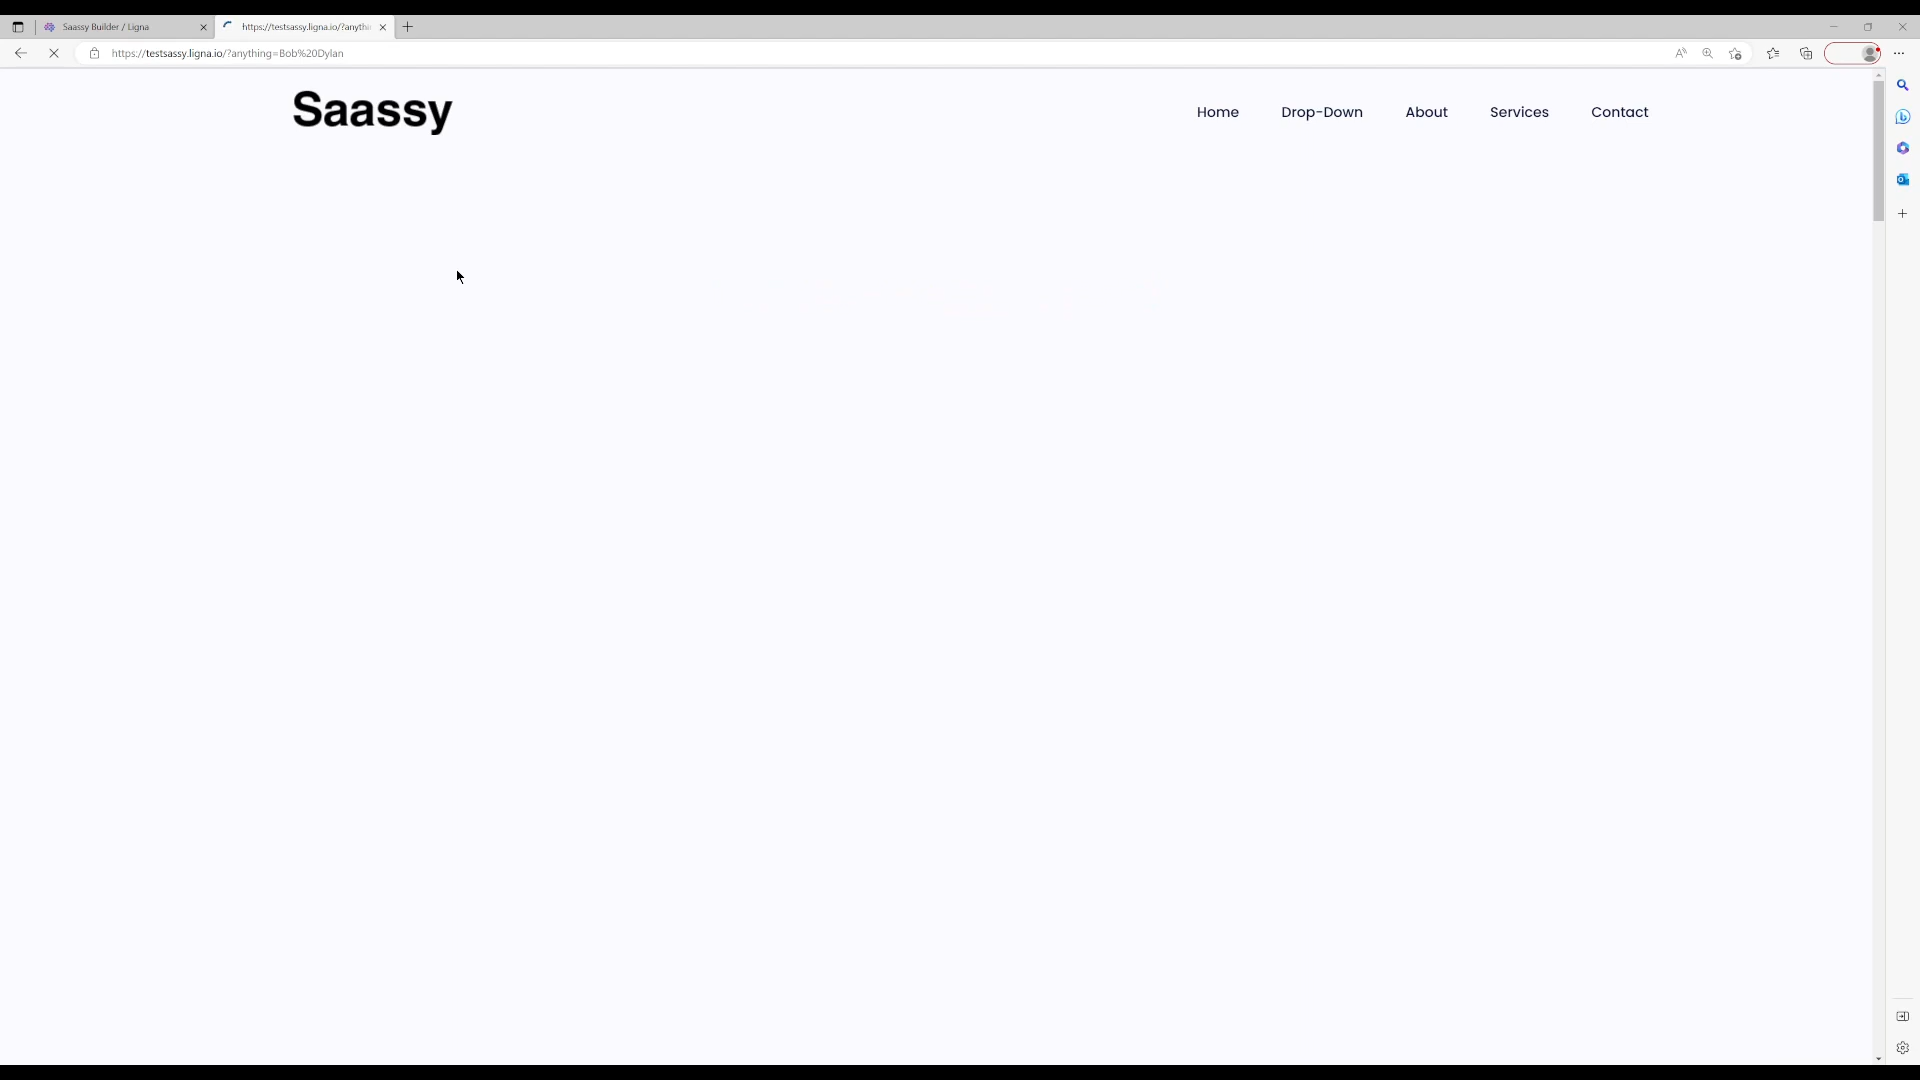 Saassy Builder / Ligna
https://testsassy.ligna.io/?anythi
https://testsassy.ligna.io/?anything=Bob%20Dylan
Saassy
Home
Drop-Down
About
Services
Contact